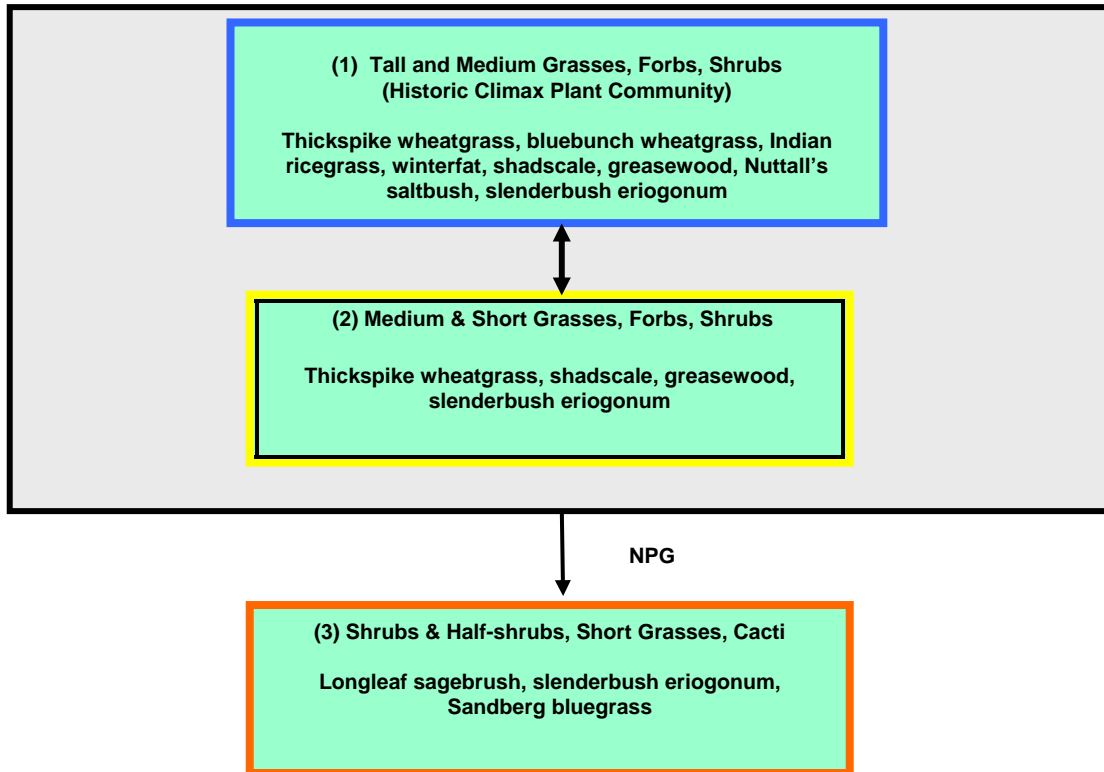 (1) Tall and Medium Grasses, Forbs, Shrubs
(Historic Climax Plant Community)
Thickspike wheatgrass, bluebunch wheatgrass, Indian
ricegrass, winterfat, shadscale, greasewood, Nuttall’s
saltbush, slenderbush eriogonum
(2) Medium & Short Grasses, Forbs, Shrubs
Thickspike wheatgrass, shadscale, greasewood,
slenderbush eriogonum
NPG
(3) Shrubs & Half-shrubs, Short Grasses, Cacti
Longleaf sagebrush, slenderbush eriogonum,
Sandberg bluegrass